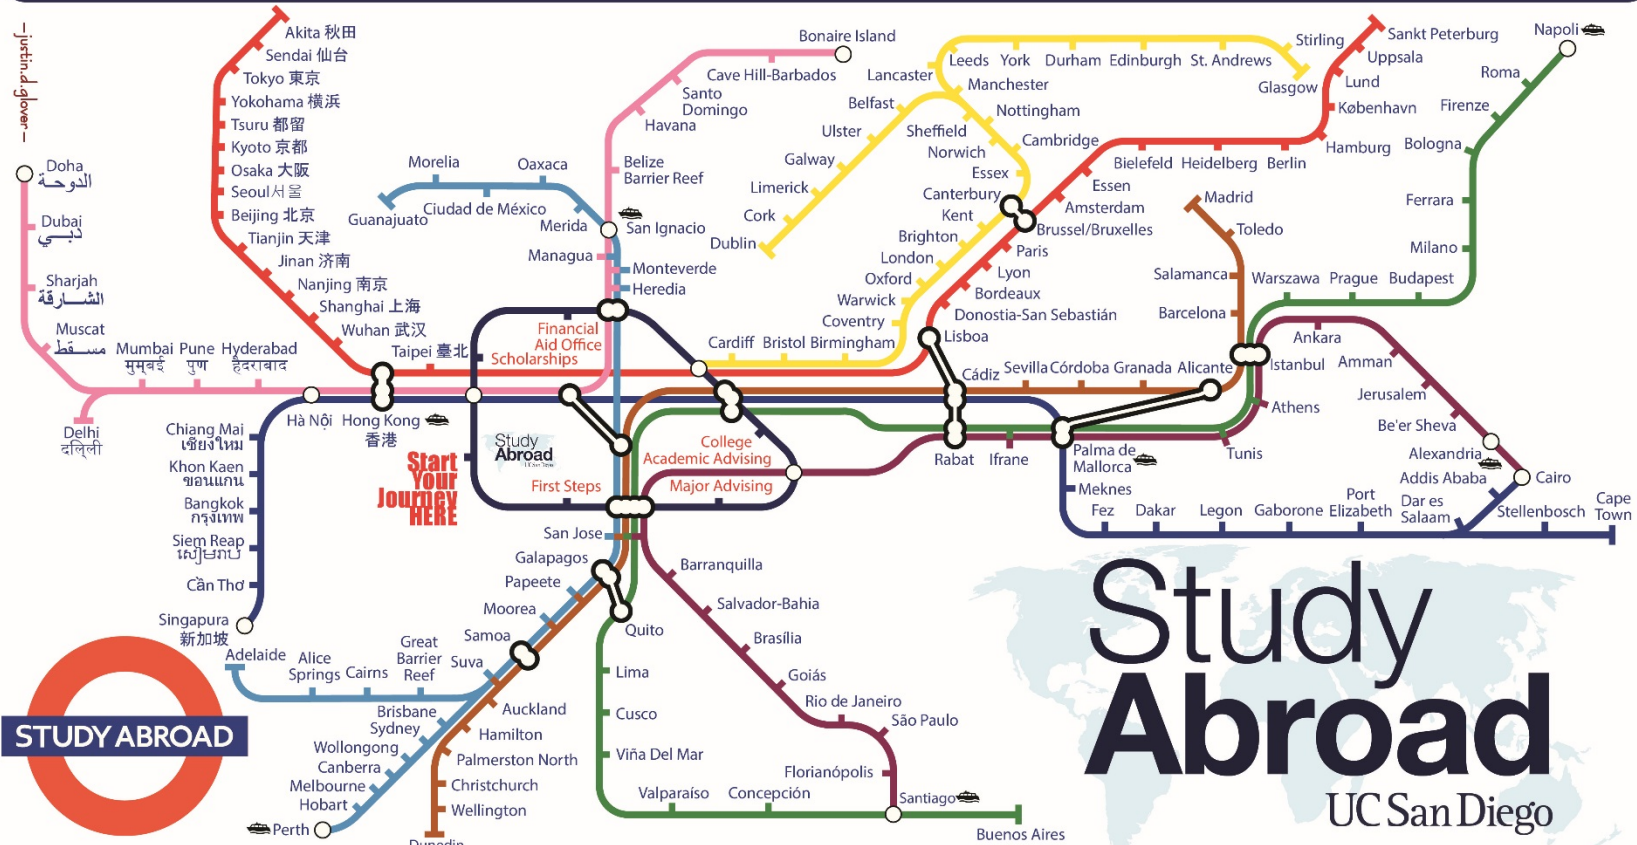 –justin.d.glover–
Akita 秋田
Sendai 仙台
Tokyo 東京
Yokohama 横浜
Tsuru 都留
Kyoto 京都
Osaka 大阪
Seoul서울
Beijing 北京
Tianjin 天津
Jinan 济南
Nanjing 南京
Shanghai 上海
Wuhan 武汉
Taipei 臺北
Doha
الدوحة
Dubai
دبي
Sharjah
الشارقة
Muscat
مسقط
Mumbai
मुम्बई
Pune
पुण
Hyderabad
हैदराबाद
Delhi
दिल्ली
Hà Nội
Hong Kong
香港
Chiang Mai
เชียงใหม่
Khon Kaen
ขอนแก่น
Bangkok
กรุงเทพ
Siem Reap
សៀមរាប
Cần Thơ
Singapura
新加坡
Morelia
Oaxaca
Guanajuato
Ciudad de México
Merida
San Ignacio
Managua
Monteverde
Heredia
Bonaire Island
Cave Hill-Barbados
Santo
Domingo
Havana
Belize
Barrier Reef
Financial
Aid Office
Scholarships
Study
Abroad
College
Academic Advising
First Steps
Major Advising
Start
Your
Journey
HERE
Lancaster
Leeds
York
Durham
Edinburgh
St. Andrews
Stirling
Glasgow
Manchester
Belfast
Nottingham
Ulster
Sheffield
Cambridge
Galway
Norwich
Limerick
Essex
Cork
Canterbury
Dublin
Kent
Brighton
London
Oxford
Warwick
Coventry
Cardiff
Bristol
Birmingham
Sankt Peterburg
Uppsala
Lund
København
Hamburg
Bielefeld
Heidelberg
Berlin
Essen
Amsterdam
Brussel/Bruxelles
Paris
Lyon
Bordeaux
Donostia-San Sebastián
Lisboa
Napoli
Roma
Firenze
Bologna
Ferrara
Milano
Warszawa
Prague
Budapest
Madrid
Toledo
Salamanca
Barcelona
Cádiz
Sevilla
Córdoba
Granada
Alicante
Istanbul
Ankara
Amman
Jerusalem
Be'er Sheva
Alexandria
Athens
Tunis
Rabat
Ifrane
Palma de
Mallorca
Meknes
Fez
Dakar
Legon
Gaborone
Port
Elizabeth
Dar es
Salaam
Addis Ababa
Cairo
Stellenbosch
Cape
Town
San Jose
Galapagos
Papeete
Moorea
Samoa
Suva
Great
Barrier
Reef
Cairns
Alice
Springs
Adelaide
Brisbane
Sydney
Wollongong
Canberra
Melbourne
Hobart
Perth
Auckland
Hamilton
Palmerston North
Christchurch
Wellington
Dunedin
Quito
Lima
Cusco
Viña Del Mar
Valparaíso
Concepción
Barranquilla
Salvador-Bahia
Brasília
Goiás
Rio de Janeiro
São Paulo
Florianópolis
Santiago
Buenos Aires
STUDY ABROAD
Study
Abroad
UC San Diego